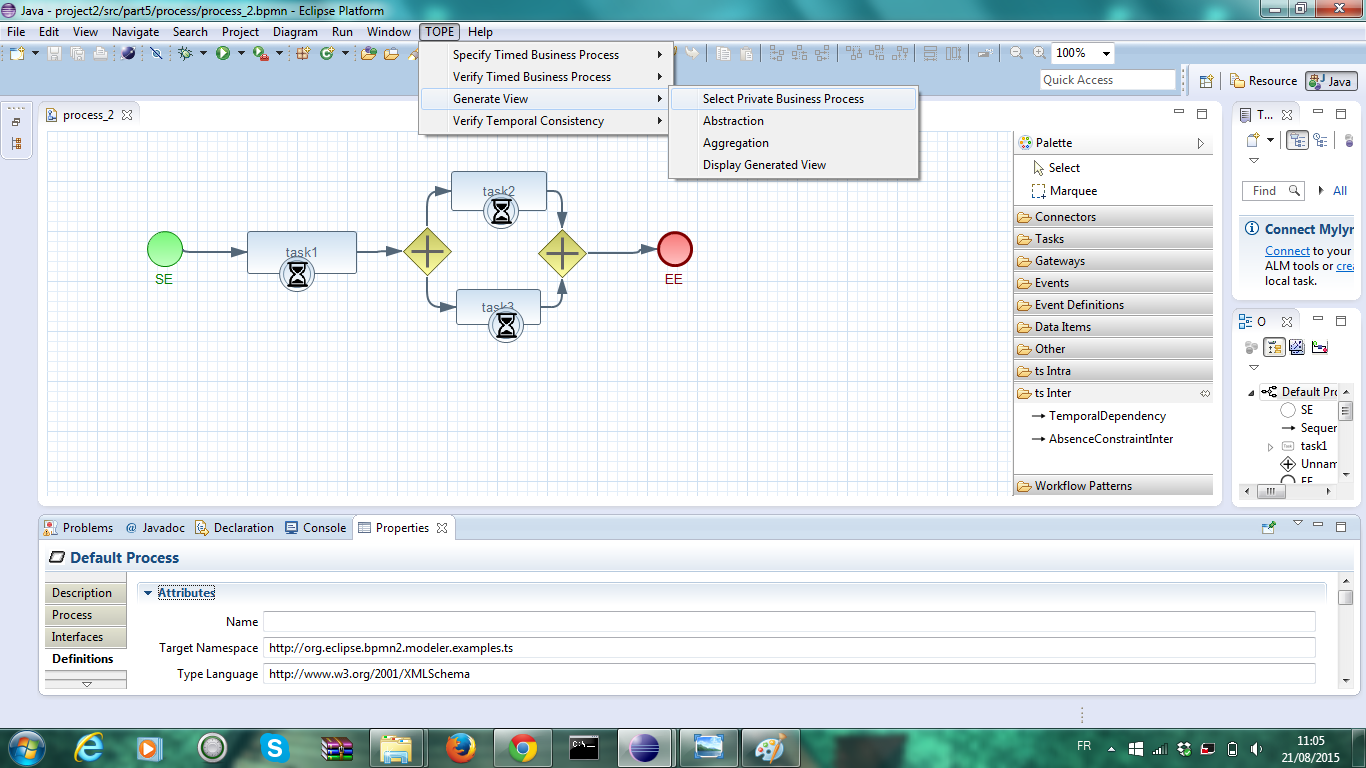 Java - project2/src/part5/process/process_2.bpmn - Eclipse Platform
File Edit View Navigate Search Project Diagram Run Window TOPE Help
Specify Timed Business Process
Verify Timed Business Process
Generate View
Verify Temporal Consistency
Select Private Business Process
Abstraction
Aggregation
Display Generated View
100%
Quick Access
Resource
Java
process_2
task1
task2
task3
SE
EE
Palette
Select
Marquee
Connectors
Tasks
Gateways
Events
Event Definitions
Data Items
Other
ts Intra
ts Inter
TemporalDependency
AbsenceConstraintInter
Workflow Patterns
T...
Find
All
Connect Mylyn
Connect to your
ALM tools or
local task.
O
Default Pro
SE
Sequen
task1
Unnam
EE
Problems @ Javadoc Declaration Console Properties
Default Process
Description
Process
Interfaces
Definitions
Attributes
Name
Target Namespace http://org.eclipse.bpmn2.modeler.examples.ts
Type Language http://www.w3.org/2001/XMLSchema
FR
11:05
21/08/2015